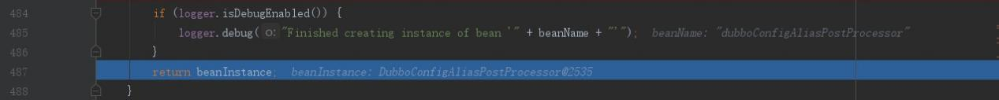 484 if (logger.isDebugEnabled()) {
485 logger.debug( o: "Finished creating instance of bean '" + beanName + "'"); beanName: "dubboConfigAliasPostProcessor"
486 }
487 return beanInstance; beanInstance: DubboConfigAliasPostProcessor@2535
488 }